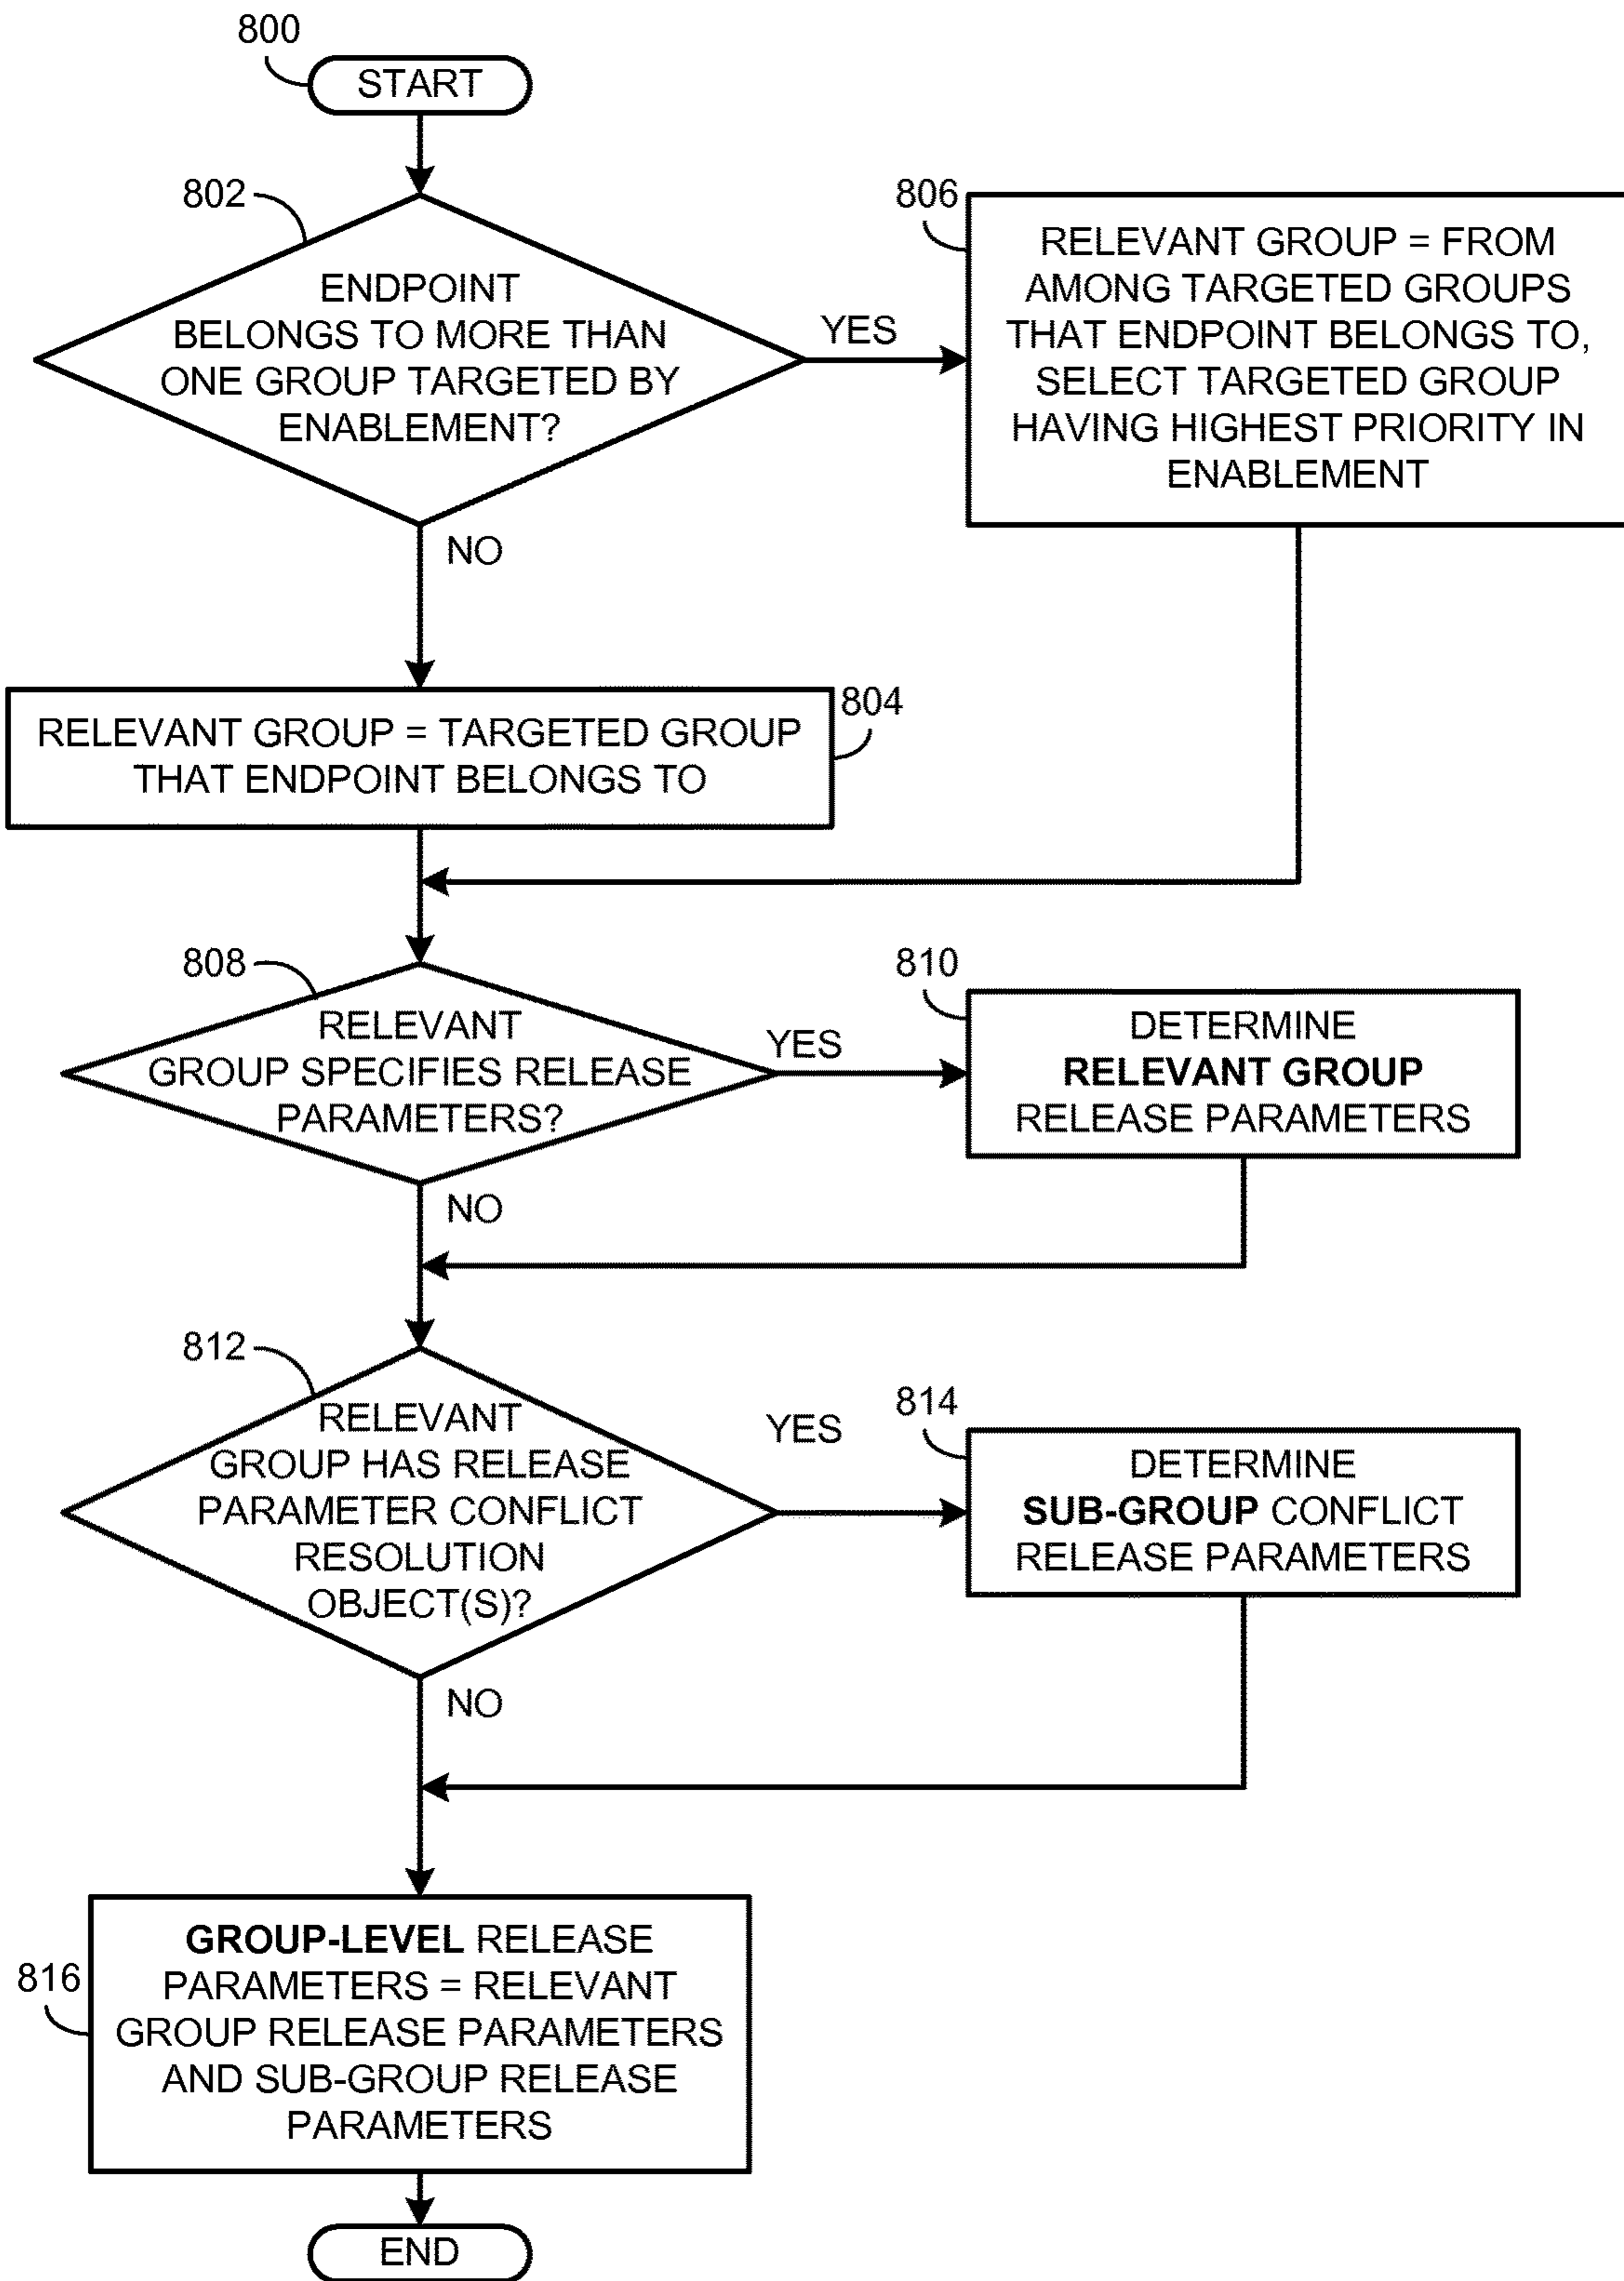 800
START
802
ENDPOINT
BELONGS TO MORE THAN
ONE GROUP TARGETED BY
ENABLEMENT?
YES
806
RELEVANT GROUP = FROM
AMONG TARGETED GROUPS
THAT ENDPOINT BELONGS TO,
SELECT TARGETED GROUP
HAVING HIGHEST PRIORITY IN
ENABLEMENT
NO
804
RELEVANT GROUP = TARGETED GROUP
THAT ENDPOINT BELONGS TO
808
RELEVANT
GROUP SPECIFIES RELEASE
PARAMETERS?
YES
810
DETERMINE
RELEVANT GROUP
RELEASE PARAMETERS
NO
812
RELEVANT
GROUP HAS RELEASE
PARAMETER CONFLICT
RESOLUTION
OBJECT(S)?
YES
814
DETERMINE
SUB-GROUP CONFLICT
RELEASE PARAMETERS
NO
816
GROUP-LEVEL RELEASE
PARAMETERS = RELEVANT
GROUP RELEASE PARAMETERS
AND SUB-GROUP RELEASE
PARAMETERS
END